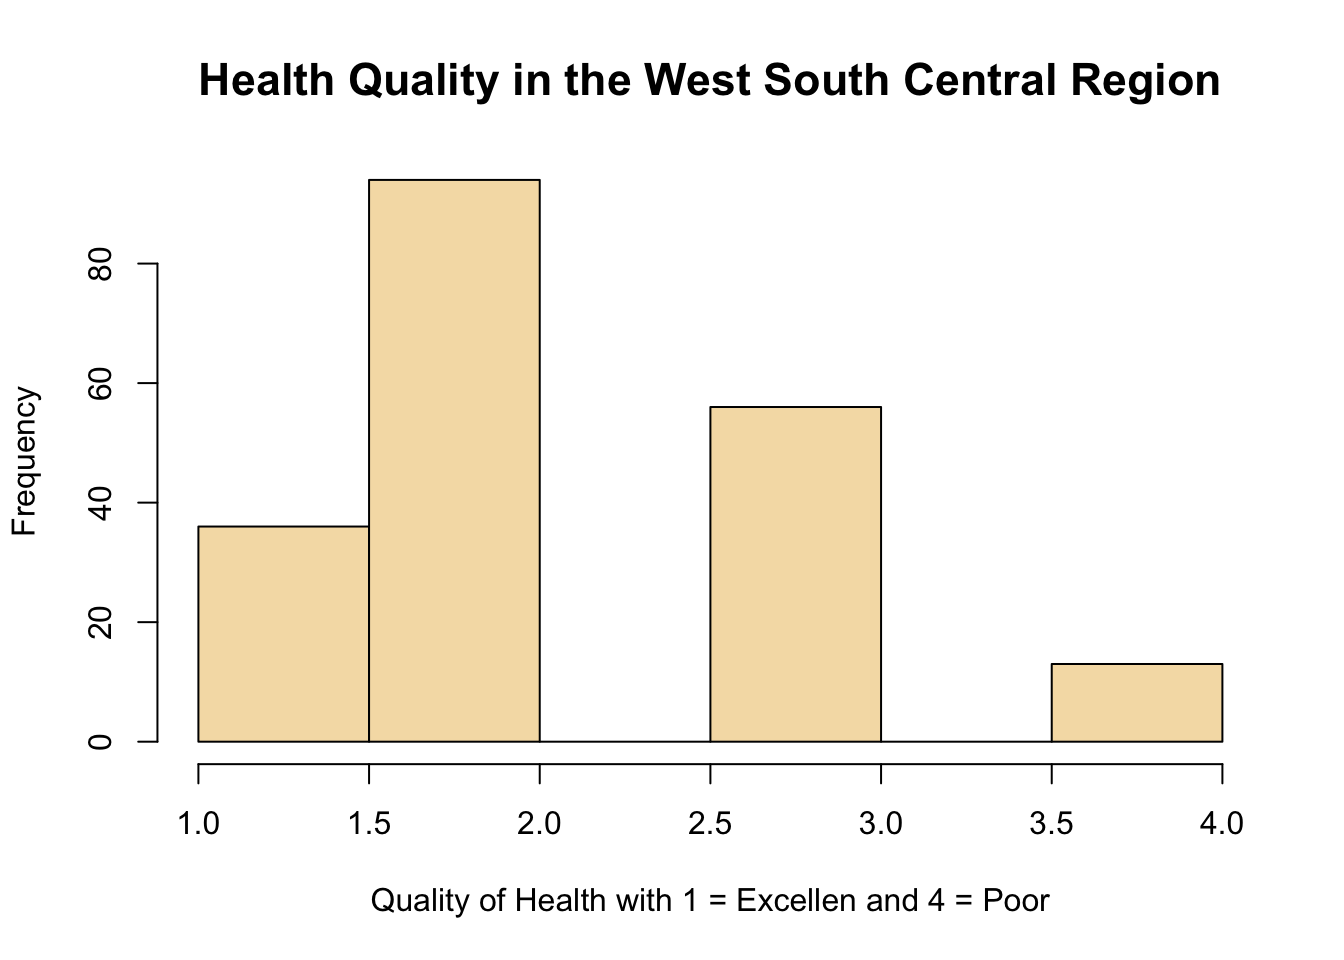 Health Quality in the West South Central Region
Frequency
80
60
40
20
0
1.0 1.5 2.0 2.5 3.0 3.5 4.0
Quality of Health with 1 = Excellen and 4 = Poor